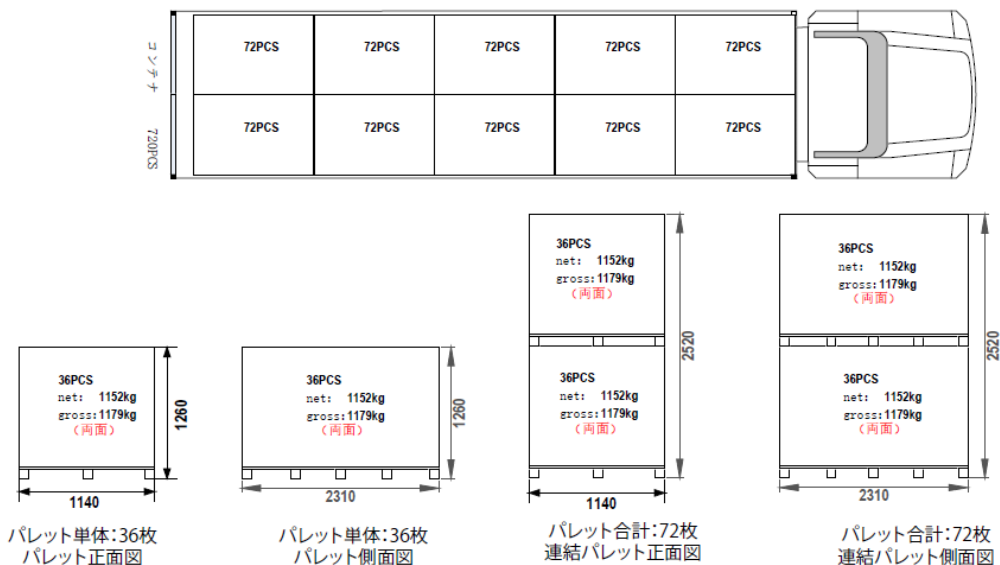 コンテナ 720PCS
72PCS 72PCS 72PCS 72PCS 72PCS
72PCS 72PCS 72PCS 72PCS 72PCS
36PCS
net: 1152kg
gross:1179kg
(両面)
1260
1140
パレット単体:36枚
パレット正面図
36PCS
net: 1152kg
gross:1179kg
(両面)
1260
2310
パレット単体:36枚
パレット側面図
36PCS
net: 1152kg
gross:1179kg
(両面)
36PCS
net: 1152kg
gross:1179kg
(両面)
2520
1140
パレット合計:72枚
連結パレット正面図
36PCS
net: 1152kg
gross:1179kg
(両面)
36PCS
net: 1152kg
gross:1179kg
(両面)
2520
2310
パレット合計:72枚
連結パレット側面図